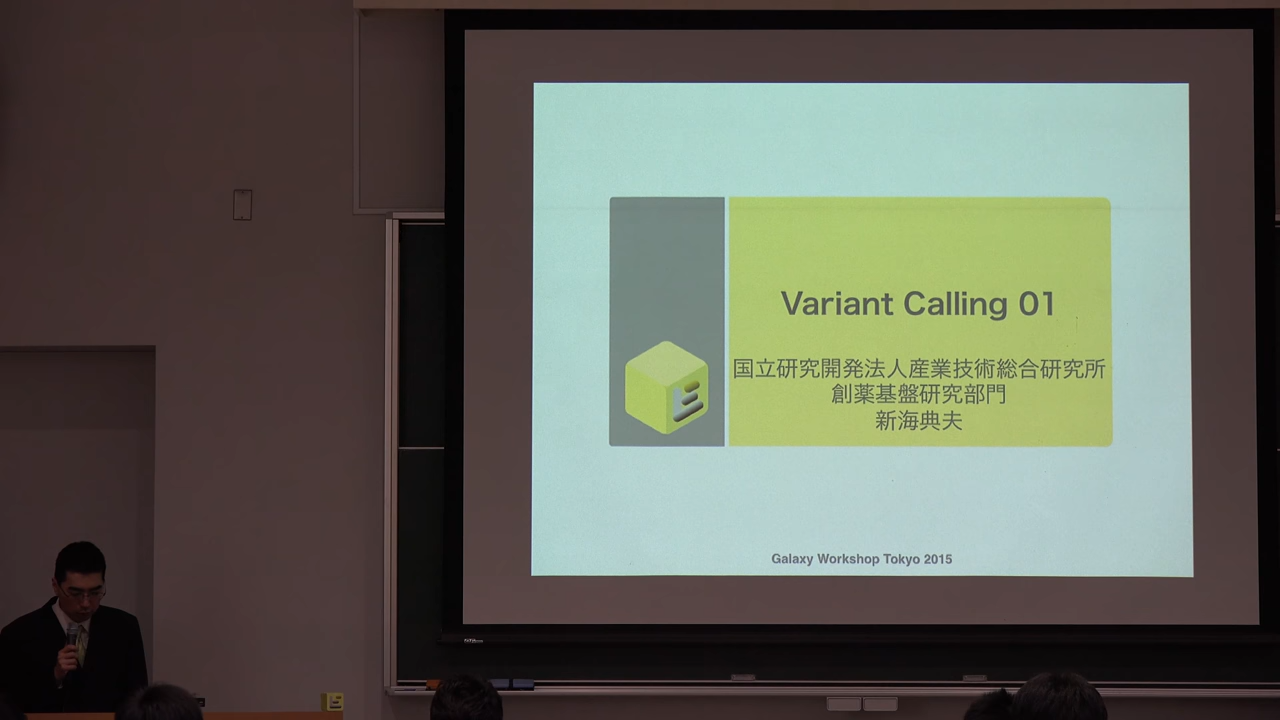 Variant Calling 01
国立研究開発法人産業技術総合研究所
創薬基盤研究部門
新海典夫
Galaxy Workshop Tokyo 2015